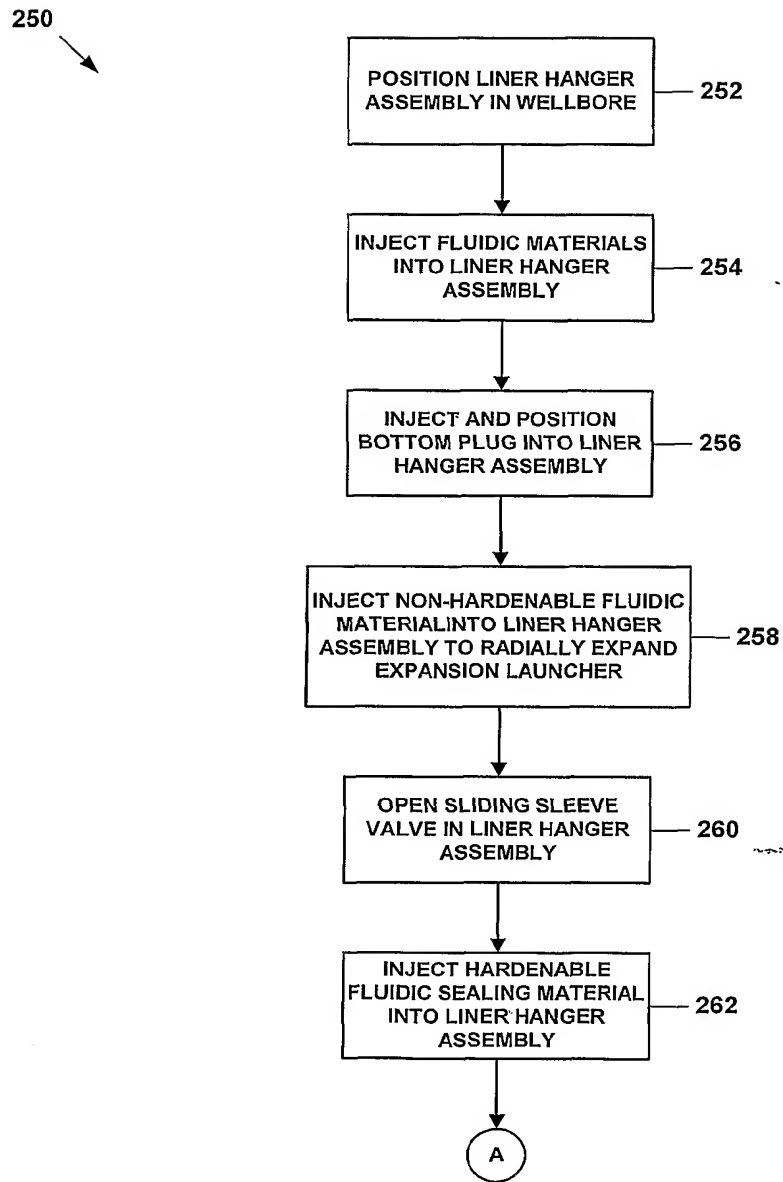 250
POSITION LINER HANGER
ASSEMBLY IN WELLBORE
252
INJECT FLUIDIC MATERIALS
INTO LINER HANGER
ASSEMBLY
254
INJECT AND POSITION
BOTTOM PLUG INTO LINER
HANGER ASSEMBLY
256
INJECT NON-HARDENABLE FLUIDIC
MATERIALINTO LINER HANGER
ASSEMBLY TO RADIALLY EXPAND
EXPANSION LAUNCHER
258
OPEN SLIDING SLEEVE
VALVE IN LINER HANGER
ASSEMBLY
260
INJECT HARDENABLE
FLUIDIC SEALING MATERIAL
INTO LINER HANGER
ASSEMBLY
262
A